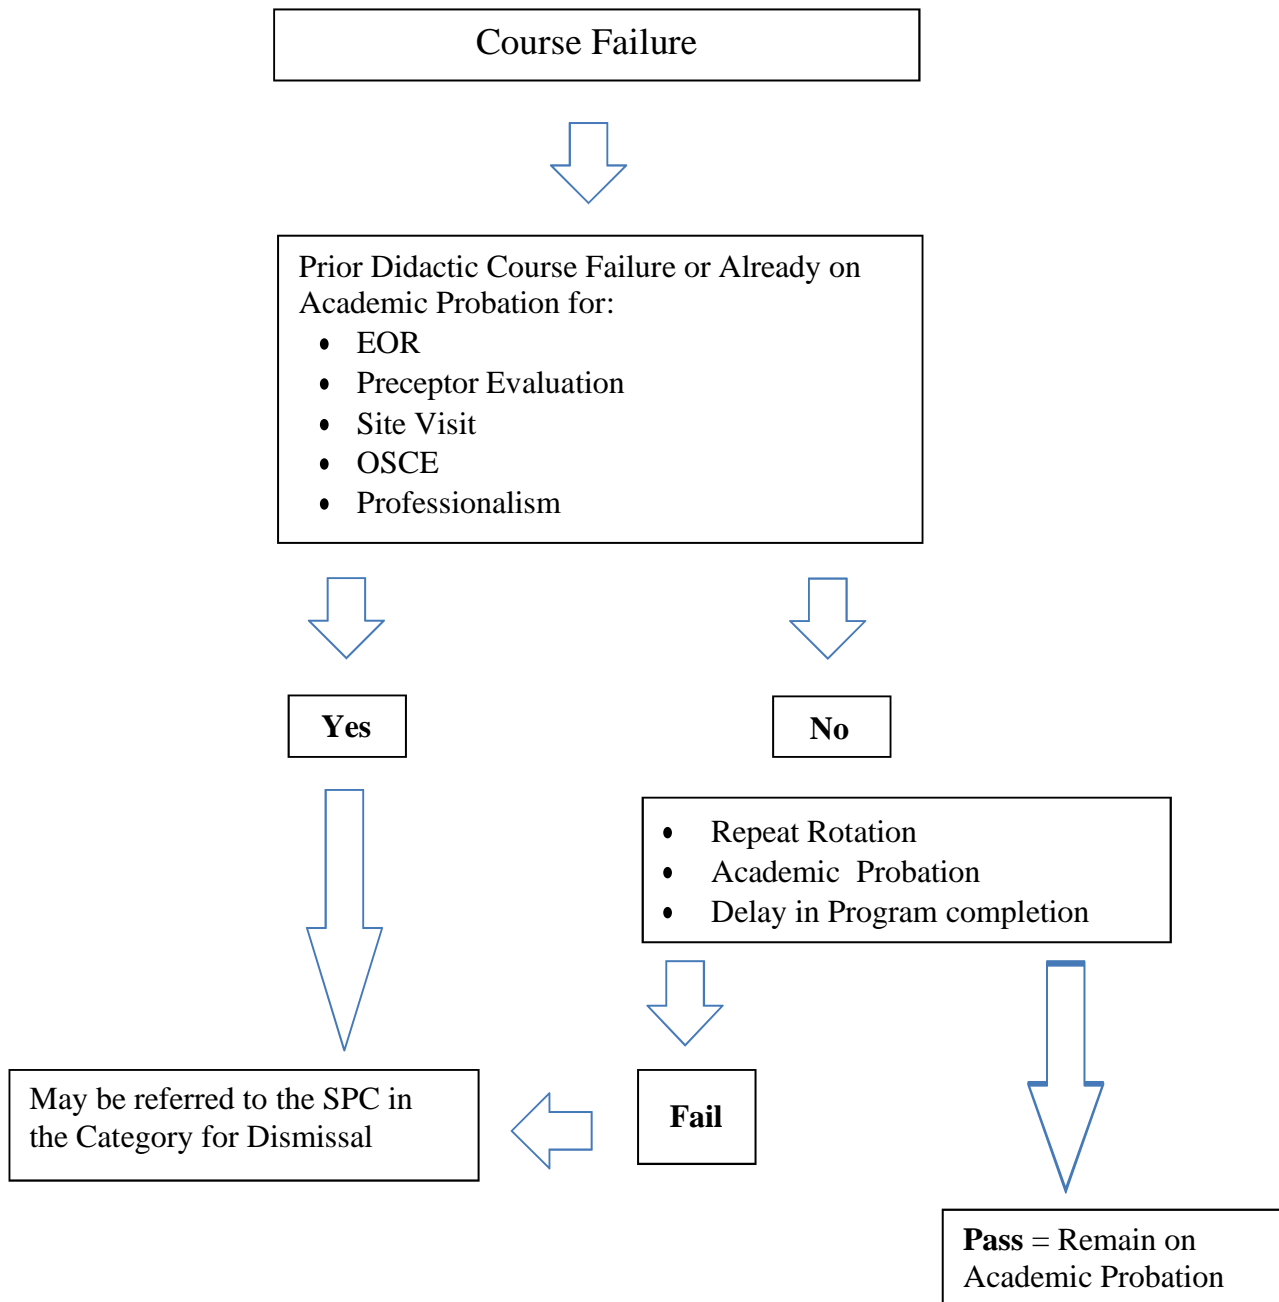 Course Failure
Prior Didactic Course Failure or Already on
Academic Probation for:
• EOR
• Preceptor Evaluation
• Site Visit
• OSCE
• Professionalism
Yes
No
• Repeat Rotation
• Academic  Probation
• Delay in Program completion
May be referred to the SPC in
the Category for Dismissal
Fail
Pass = Remain on
Academic Probation